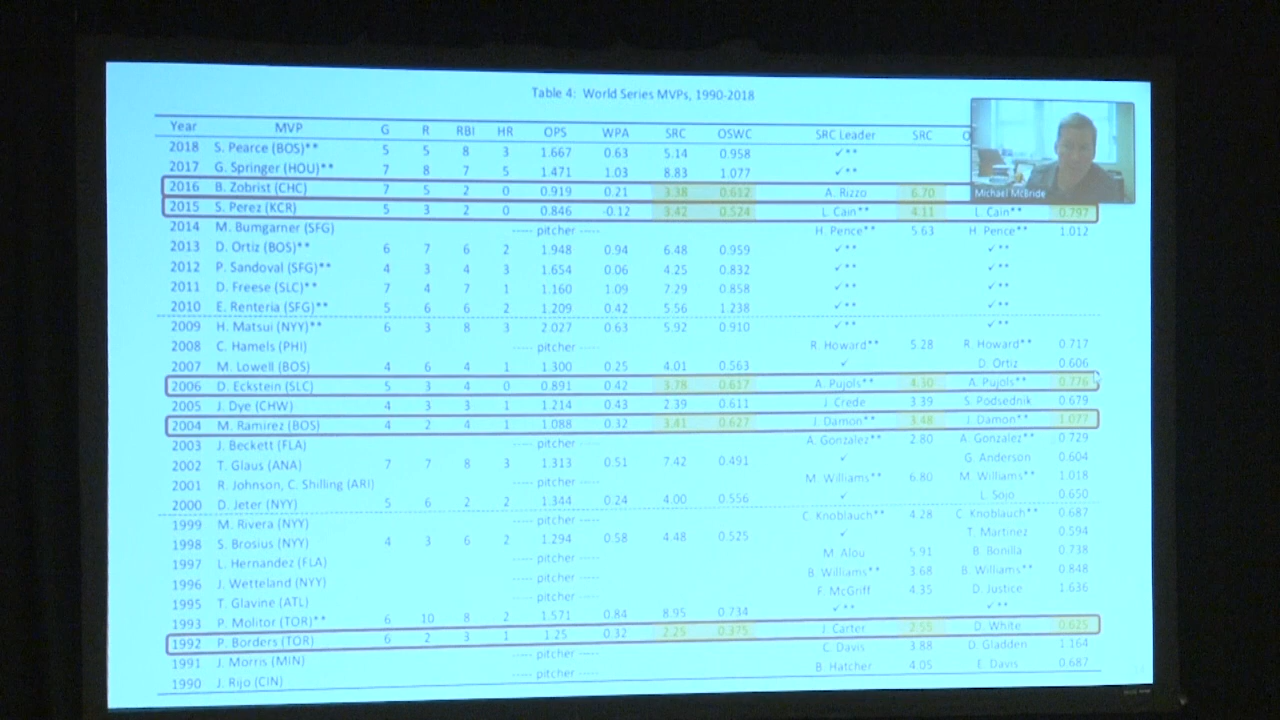 Table 4: World Series MVPs, 1990-2018
Year MVP G R RBI HR OPS WPA SRC OSWC SRC Leader SRC O
2018 S. Pearce (BOS)** 5 5 8 3 1.667 0.63 5.14 0.958 ✓**
2017 G. Springer (HOU)** 7 8 7 5 1.471 1.03 8.83 1.077 ✓**
2016 B. Zobrist (CHC) 7 5 2 0 0.919 0.21 3.38 0.612 A. Rizzo 6.70
Michael McBride
2015 S. Perez (KCR) 5 3 2 0 0.846 -0.12 3.42 0.524 L. Cain** 4.11 L. Cain** 0.797
2014 M. Bumgarner (SFG) ----- pitcher ----- H. Pence** 5.63 H. Pence** 1.012
2013 D. Ortiz (BOS)** 6 7 6 2 1.948 0.94 6.48 0.959 ✓** ✓**
2012 P. Sandoval (SFG)** 4 3 4 3 1.654 0.06 4.25 0.832 ✓** ✓**
2011 D. Freese (SLC)** 7 4 7 1 1.160 1.09 7.29 0.858 ✓** ✓**
2010 E. Renteria (SFG)** 5 6 6 2 1.209 0.42 5.56 1.238 ✓** ✓**
2009 H. Matsui (NYY)** 6 3 8 3 2.027 0.63 5.92 0.910 ✓** ✓**
2008 C. Hamels (PHI) ----- pitcher ----- R. Howard** 5.28 R. Howard** 0.717
2007 M. Lowell (BOS) 4 6 4 1 1.300 0.25 4.01 0.563 ✓ D. Ortiz 0.606
2006 D. Eckstein (SLC) 5 3 4 0 0.891 0.42 3.78 0.617 A. Pujols** 4.30 A. Pujols** 0.776
2005 J. Dye (CHW) 4 3 3 1 1.214 0.43 2.39 0.611 J. Crede 3.39 S. Podsednik 0.679
2004 M. Ramirez (BOS) 4 2 4 1 1.088 0.32 3.41 0.627 J. Damon** 3.48 J. Damon** 1.077
2003 J. Beckett (FLA) ----- pitcher ----- A. Gonzalez** 2.80 A. Gonzalez** 0.729
2002 T. Glaus (ANA) 7 7 8 3 1.313 0.51 7.42 0.491 ✓ G. Anderson 0.604
2001 R. Johnson, C. Shilling (ARI) ----- pitcher ----- M. Williams** 6.80 M. Williams** 1.018
2000 D. Jeter (NYY) 5 6 2 2 1.344 0.24 4.00 0.556 ✓ L. Sojo 0.650
1999 M. Rivera (NYY) ----- pitcher ----- C. Knoblauch** 4.28 C. Knoblauch** 0.687
1998 S. Brosius (NYY) 4 3 6 2 1.294 0.58 4.48 0.525 ✓ T. Martinez 0.594
1997 L. Hernandez (FLA) ----- pitcher ----- M. Alou 5.91 B. Bonilla 0.738
1996 J. Wetteland (NYY) ----- pitcher ----- B. Williams** 3.68 B. Williams** 0.848
1995 T. Glavine (ATL) ----- pitcher ----- F. McGriff 4.35 D. Justice 1.636
1993 P. Molitor (TOR)** 6 10 8 2 1.571 0.84 8.95 0.734 ✓** ✓**
1992 P. Borders (TOR) 6 2 3 1 1.25 0.32 2.25 0.375 J. Carter 2.55 D. White 0.625
1991 J. Morris (MIN) ----- pitcher ----- C. Davis 3.88 D. Gladden 1.164
1990 J. Rijo (CIN) ----- pitcher ----- B. Hatcher 4.05 E. Davis 0.687